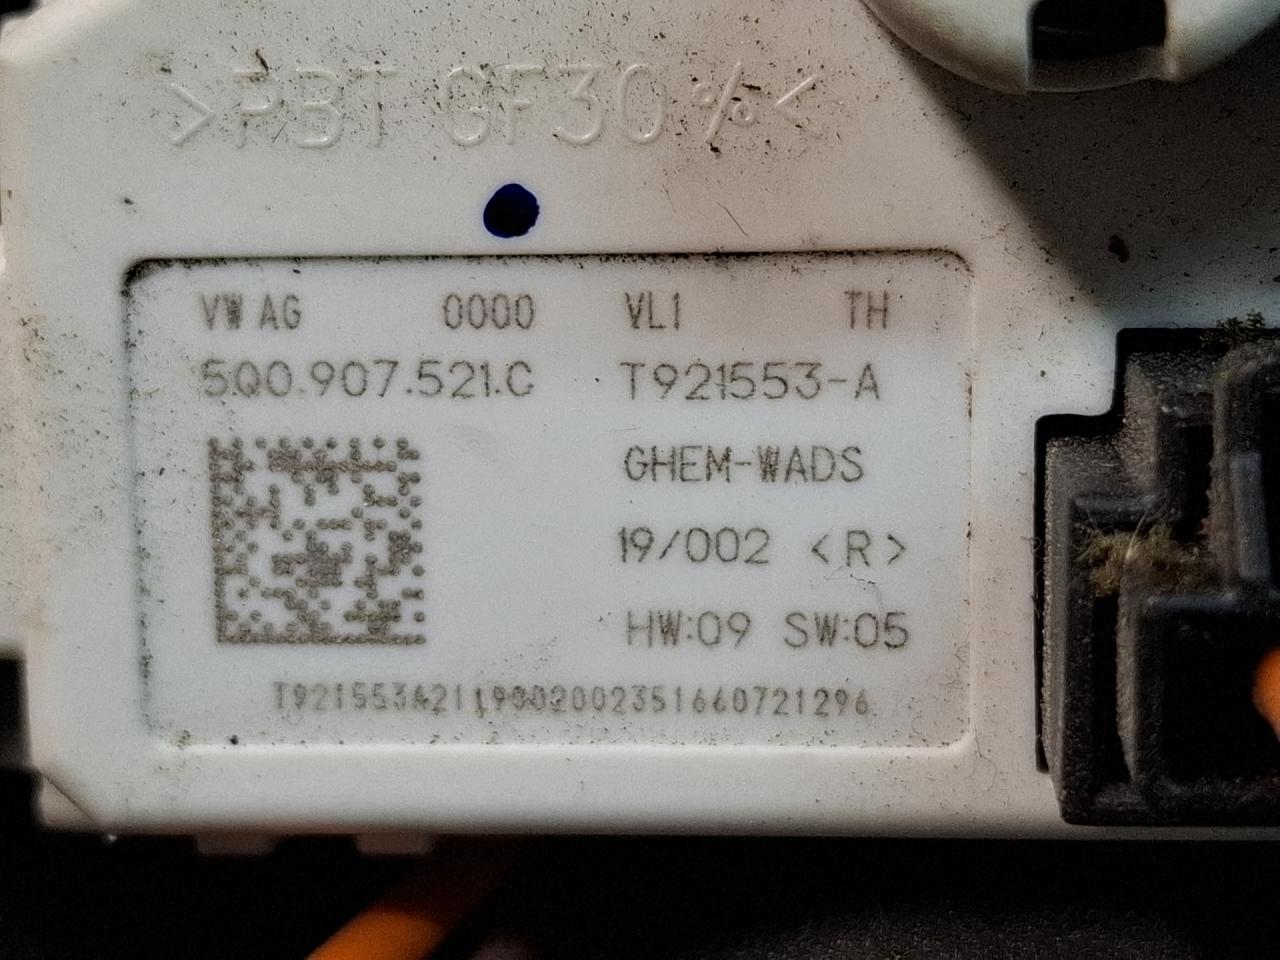 >PBT GF30%<
VW AG 0000 VL1 TH
5Q0.907.521.C T921553-A
GHEM-WADS
19/002 <R>
HW:09 SW:05
T921553A2119002002351660721296